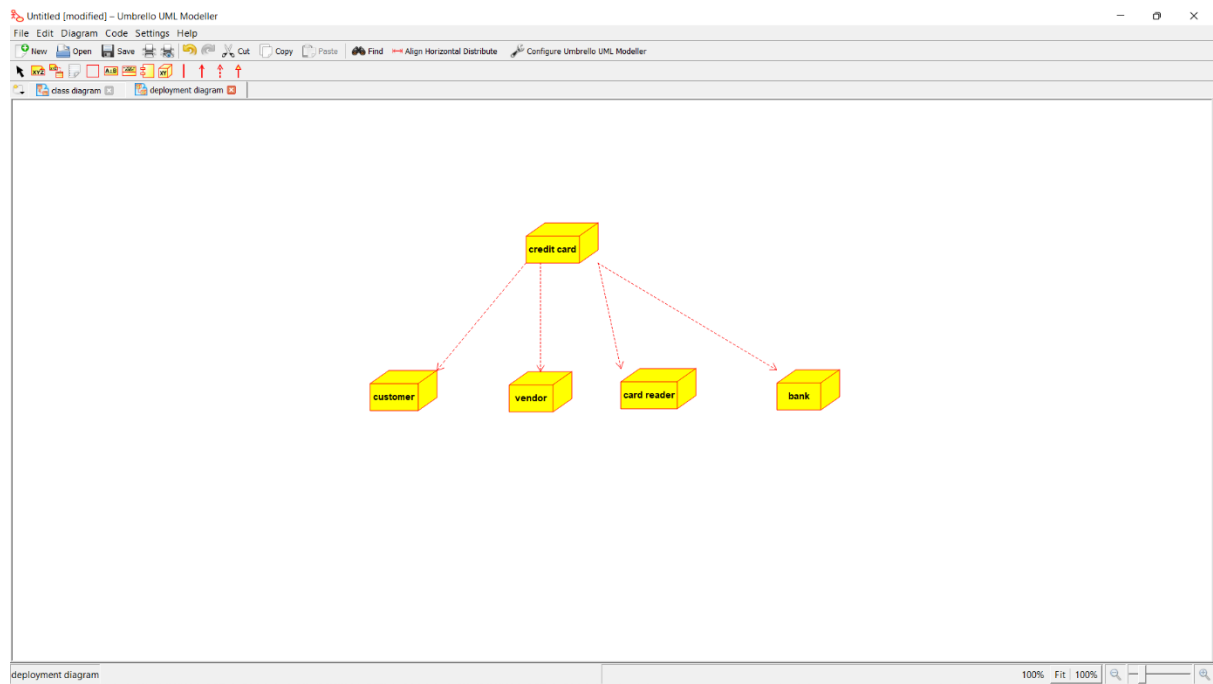 Untitled [modified] – Umbrello UML Modeller
File Edit Diagram Code Settings Help
New Open Save Cut Copy Paste Find Align Horizontal Distribute Configure Umbrello UML Modeller
class diagram deployment diagram
credit card
customer vendor card reader bank
deployment diagram 100% Fit 100%